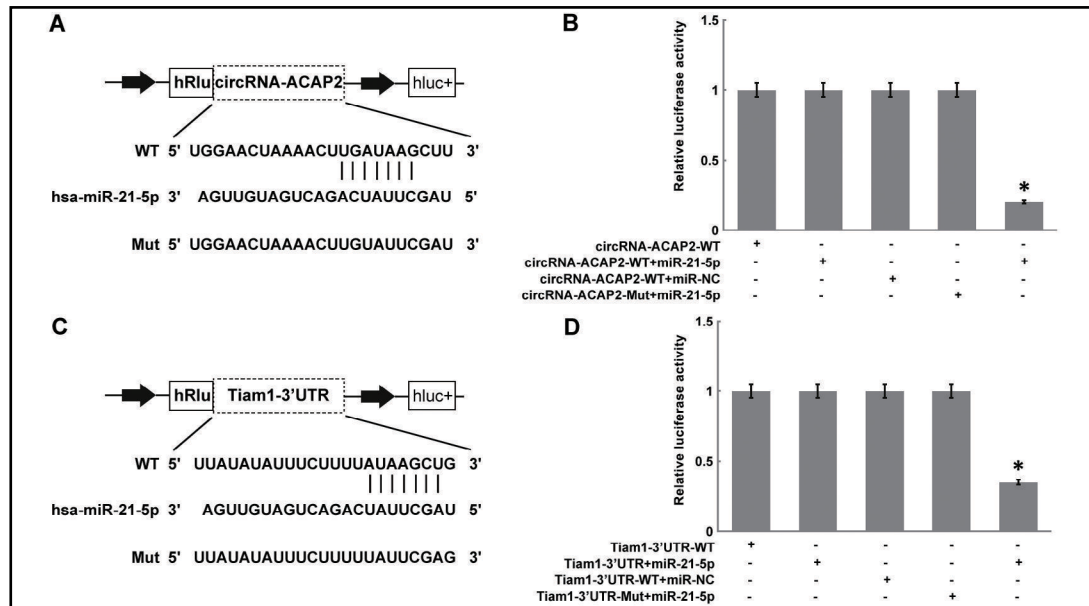 A
hRlu circRNA-ACAP2 hluc+
WT 5' UGGAACUAAAACUUGAUAAGCUU 3'
hsa-miR-21-5p 3' AGUUGUAGUCAGACUAUUCGAU 5'
Mut 5' UGGAACUAAAACUUGUAUUCGAU 3'
B
Relative luciferase activity
1.5
1
0.5
0
*
circRNA-ACAP2-WT + - - - -
circRNA-ACAP2-WT+miR-21-5p - + - - +
circRNA-ACAP2-WT+miR-NC - - + - -
circRNA-ACAP2-Mut+miR-21-5p - - - + -
C
hRlu Tiam1-3'UTR hluc+
WT 5' UUAUAUAUUUCUUUUAUAAGCUG 3'
hsa-miR-21-5p 3' AGUUGUAGUCAGACUAUUCGAU 5'
Mut 5' UUAUAUAUUUCUUUUUAUUCGAG 3'
D
Relative luciferase activity
1.5
1
0.5
0
*
Tiam1-3'UTR-WT + - - - -
Tiam1-3'UTR+miR-21-5p - + - - +
Tiam1-3'UTR-WT+miR-NC - - + - -
Tiam1-3'UTR-Mut+miR-21-5p - - - + -